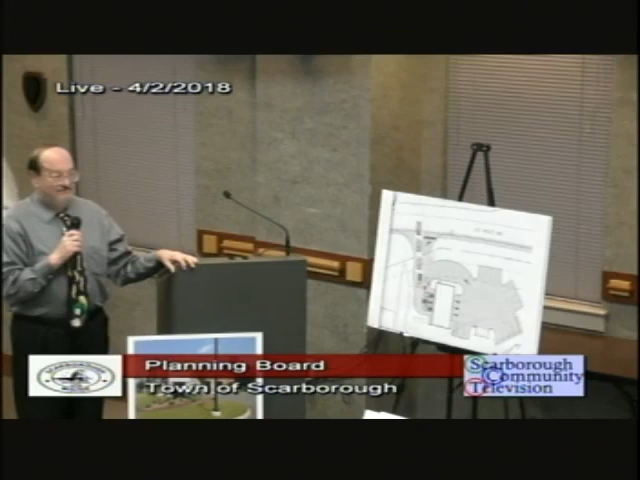 Live - 4/2/2018
Planning Board
Town of Scarborough
Scarborough
Community
Television